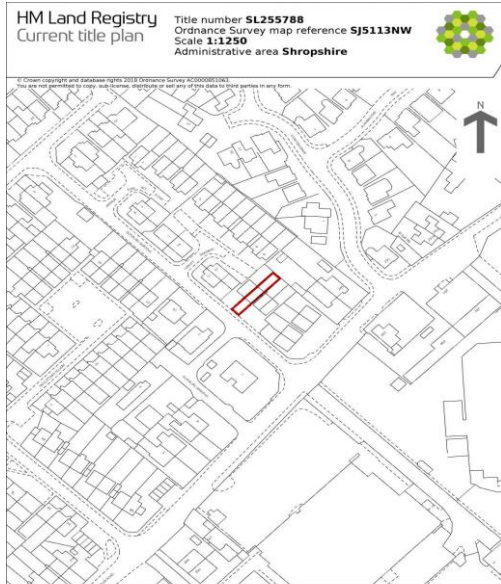 HM Land Registry
Current title plan
Title number SL255788
Ordnance Survey map reference SJ5113NW
Scale 1:1250
Administrative area Shropshire
© Crown copyright and database rights 2018 Ordnance Survey AC0000851063.
You are not permitted to copy, sub-license, distribute or sell any of this data to third parties in any form.
N